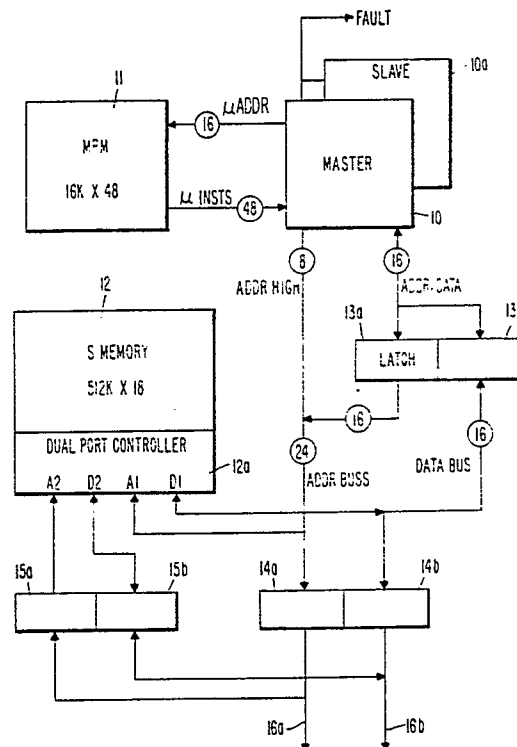 FAULT
SLAVE
10a
11
μADDR
16
MEM
16K X 48
MASTER
μ INSTS
48
10
8
16
ADDR HIGH
ADDR/DATA
12
13a
13
S MEMORY
512K X 18
LATCH
16
16
DUAL PORT CONTROLLER
24
DATA BUS
12a
A2 D2 A1 D1
ADDR BUSS
15a
15b
14a
14b
16a
16b